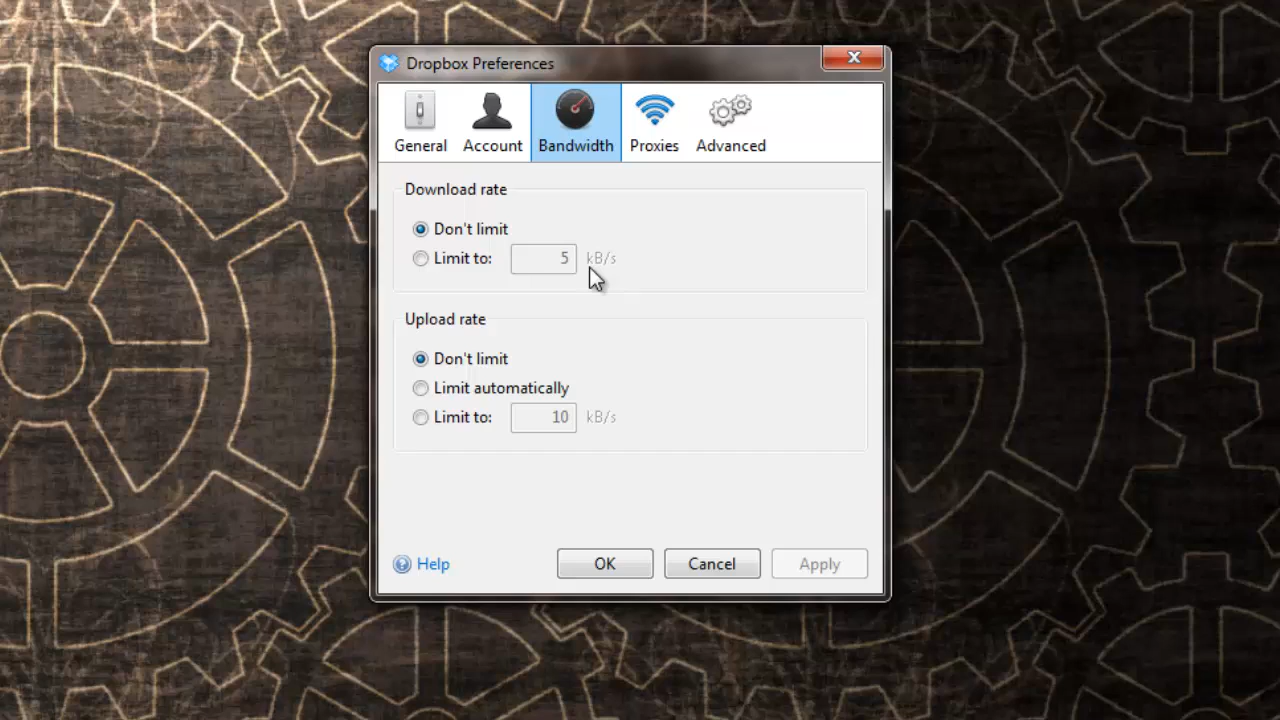 Dropbox Preferences
General Account Bandwidth Proxies Advanced
Download rate
Don't limit
Limit to: 5 kB/s
Upload rate
Don't limit
Limit automatically
Limit to: 10 kB/s
Help OK Cancel Apply